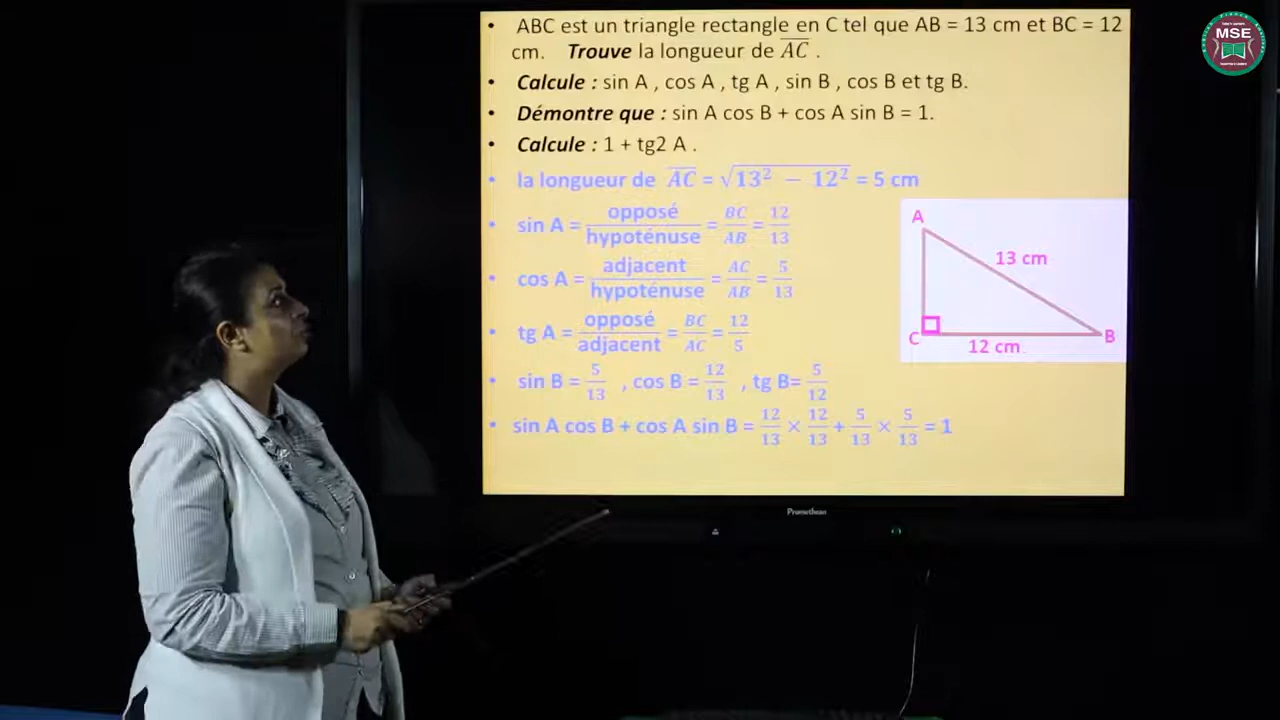 • ABC est un triangle rectangle en C tel que AB = 13 cm et BC = 12
cm. Trouve la longueur de \overline{AC} .
• Calcule : sin A , cos A , tg A , sin B , cos B et tg B.
• Démontre que : sin A cos B + cos A sin B = 1.
• Calcule : 1 + tg2 A .
• la longueur de \overline{AC} = √(13² − 12²) = 5 cm
• sin A = opposé/hypoténuse = BC/AB = 12/13
• cos A = adjacent/hypoténuse = AC/AB = 5/13
• tg A = opposé/adjacent = BC/AC = 12/5
• sin B = 5/13 , cos B = 12/13 , tg B= 5/12
• sin A cos B + cos A sin B = 12/13 × 12/13 + 5/13 × 5/13 = 1
A
13 cm
C
B
12 cm
MSE
Promethean